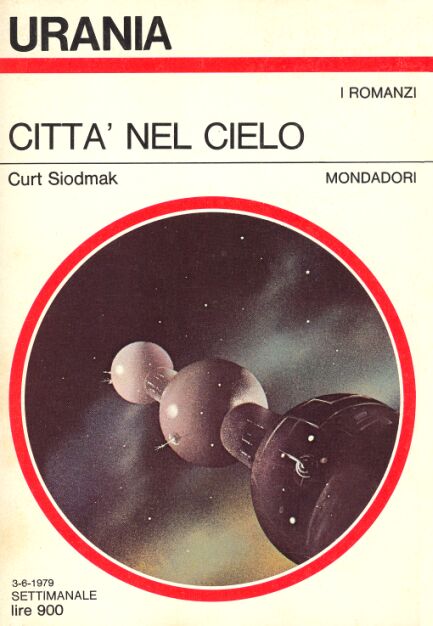 URANIA
I ROMANZI
CITTA' NEL CIELO
Curt Siodmak
MONDADORI
3-6-1979
SETTIMANALE
lire 900